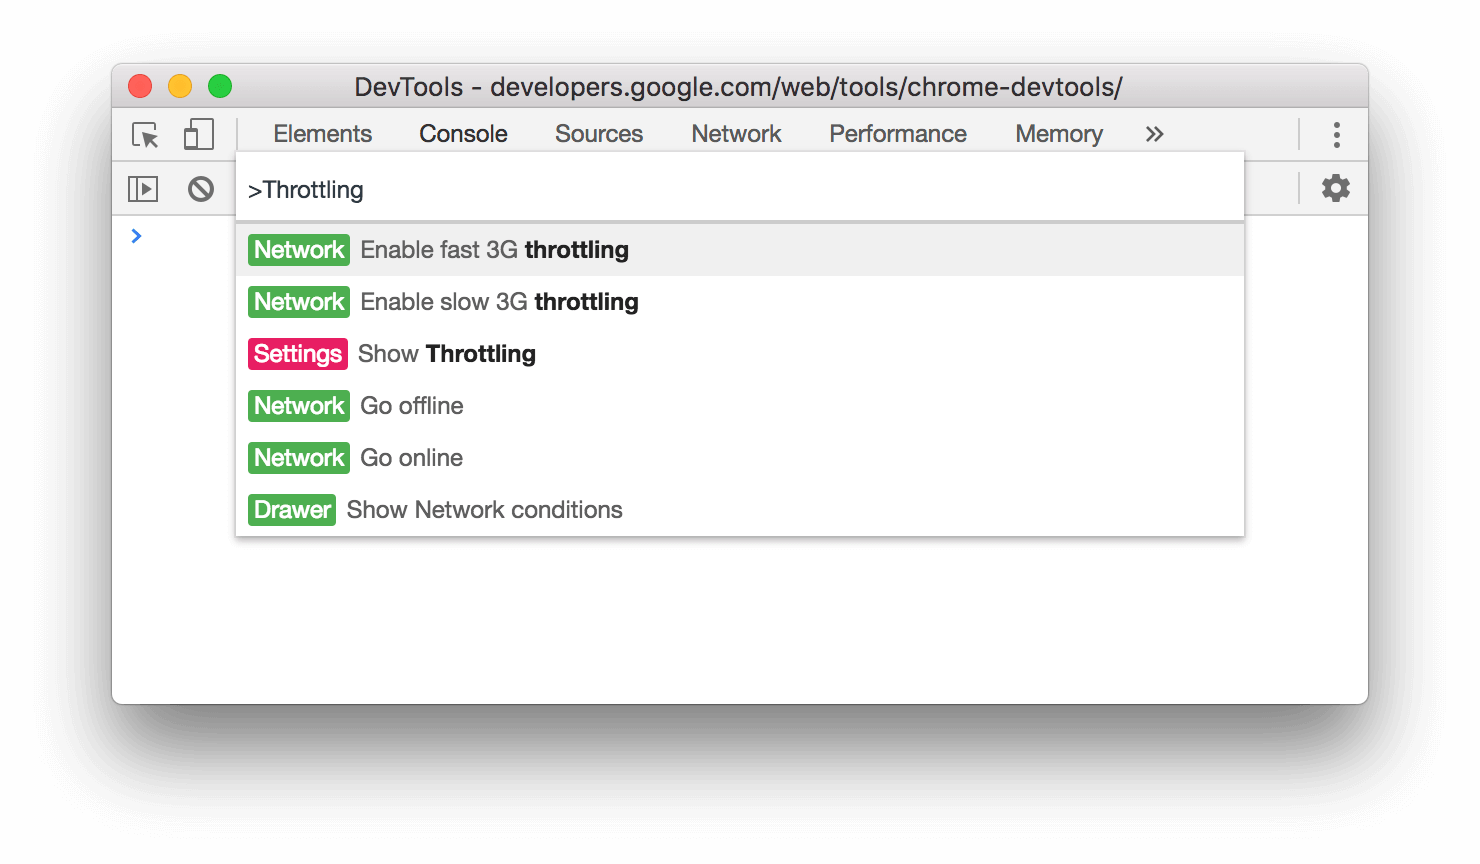 DevTools - developers.google.com/web/tools/chrome-devtools/
Elements Console Sources Network Performance Memory »
>Throttling
Network Enable fast 3G throttling
Network Enable slow 3G throttling
Settings Show Throttling
Network Go offline
Network Go online
Drawer Show Network conditions